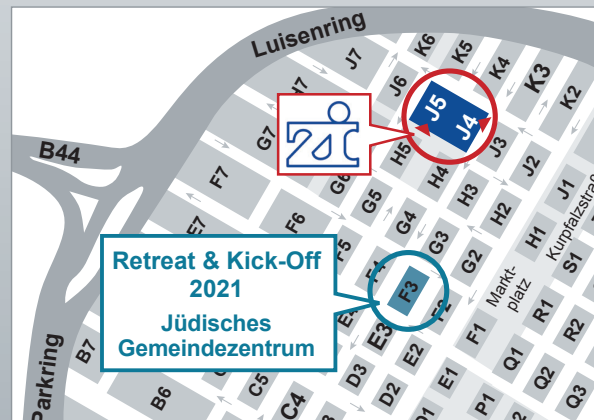 Luisenring
K6
K5
K4
K3
K2
J7
J6
J5
J4
J3
J2
J1
H7
G7
H5
H4
H3
H2
H1
zi
B44
F7
G6
G5
G4
G3
G2
Kurpfalzstraß
S1
E7
F6
F5
F4
F3
F2
F1
Markt-
platz
R1
R2
Retreat & Kick-Off
2021
Jüdisches
Gemeindezentrum
E3
E2
E1
Q1
Q2
Q3
Parkring
B7
B6
C5
C4
D3
D2
P1